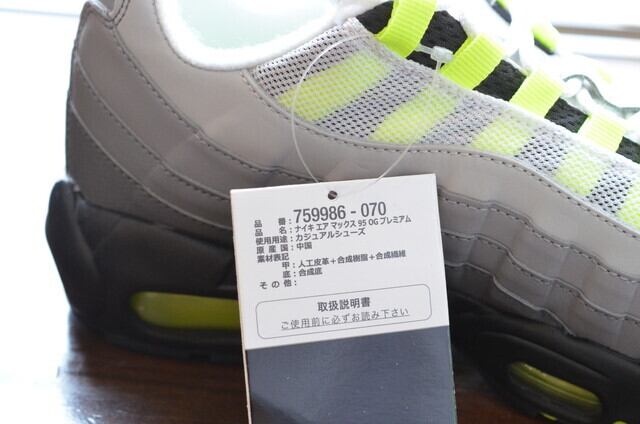 品番：759986-070
品名：ナイキ エア マックス 95 OG プレミアム
使用用途：カジュアルシューズ
原産国：中国
素材表記
甲：人工皮革＋合成樹脂＋合成繊維
底：合成底
その他：
取扱説明書
ご使用前に必ずお読み下さい